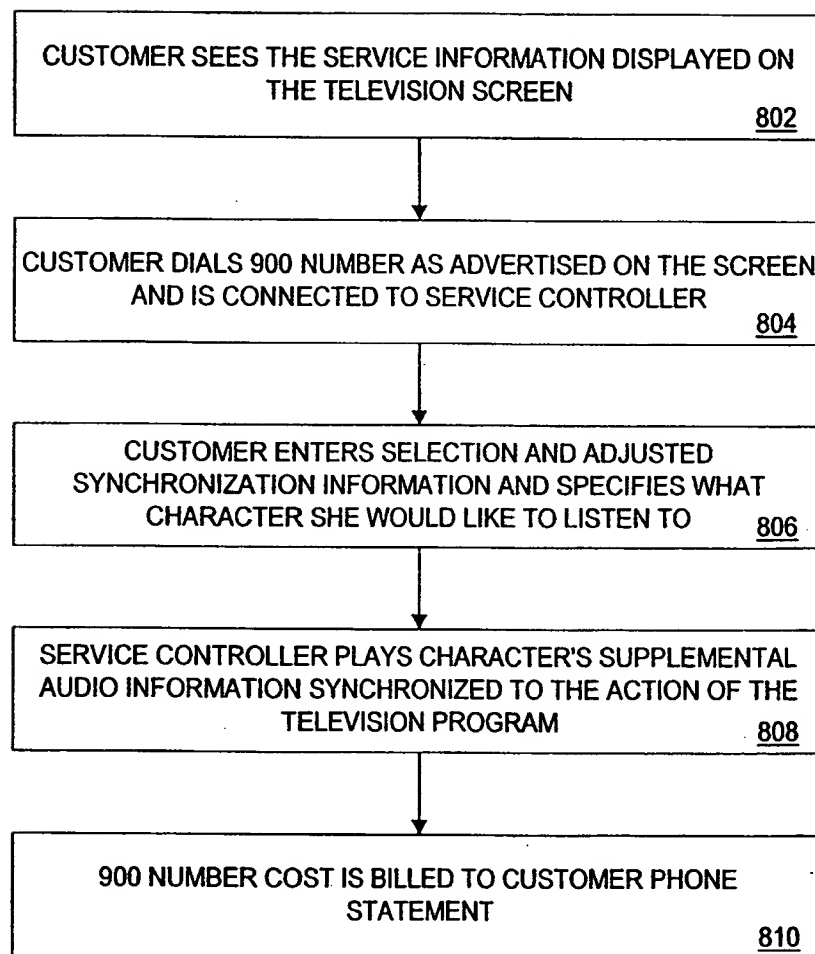 CUSTOMER SEES THE SERVICE INFORMATION DISPLAYED ON
THE TELEVISION SCREEN
802
CUSTOMER DIALS 900 NUMBER AS ADVERTISED ON THE SCREEN
AND IS CONNECTED TO SERVICE CONTROLLER
804
CUSTOMER ENTERS SELECTION AND ADJUSTED
SYNCHRONIZATION INFORMATION AND SPECIFIES WHAT
CHARACTER SHE WOULD LIKE TO LISTEN TO
806
SERVICE CONTROLLER PLAYS CHARACTER'S SUPPLEMENTAL
AUDIO INFORMATION SYNCHRONIZED TO THE ACTION OF THE
TELEVISION PROGRAM
808
900 NUMBER COST IS BILLED TO CUSTOMER PHONE
STATEMENT
810